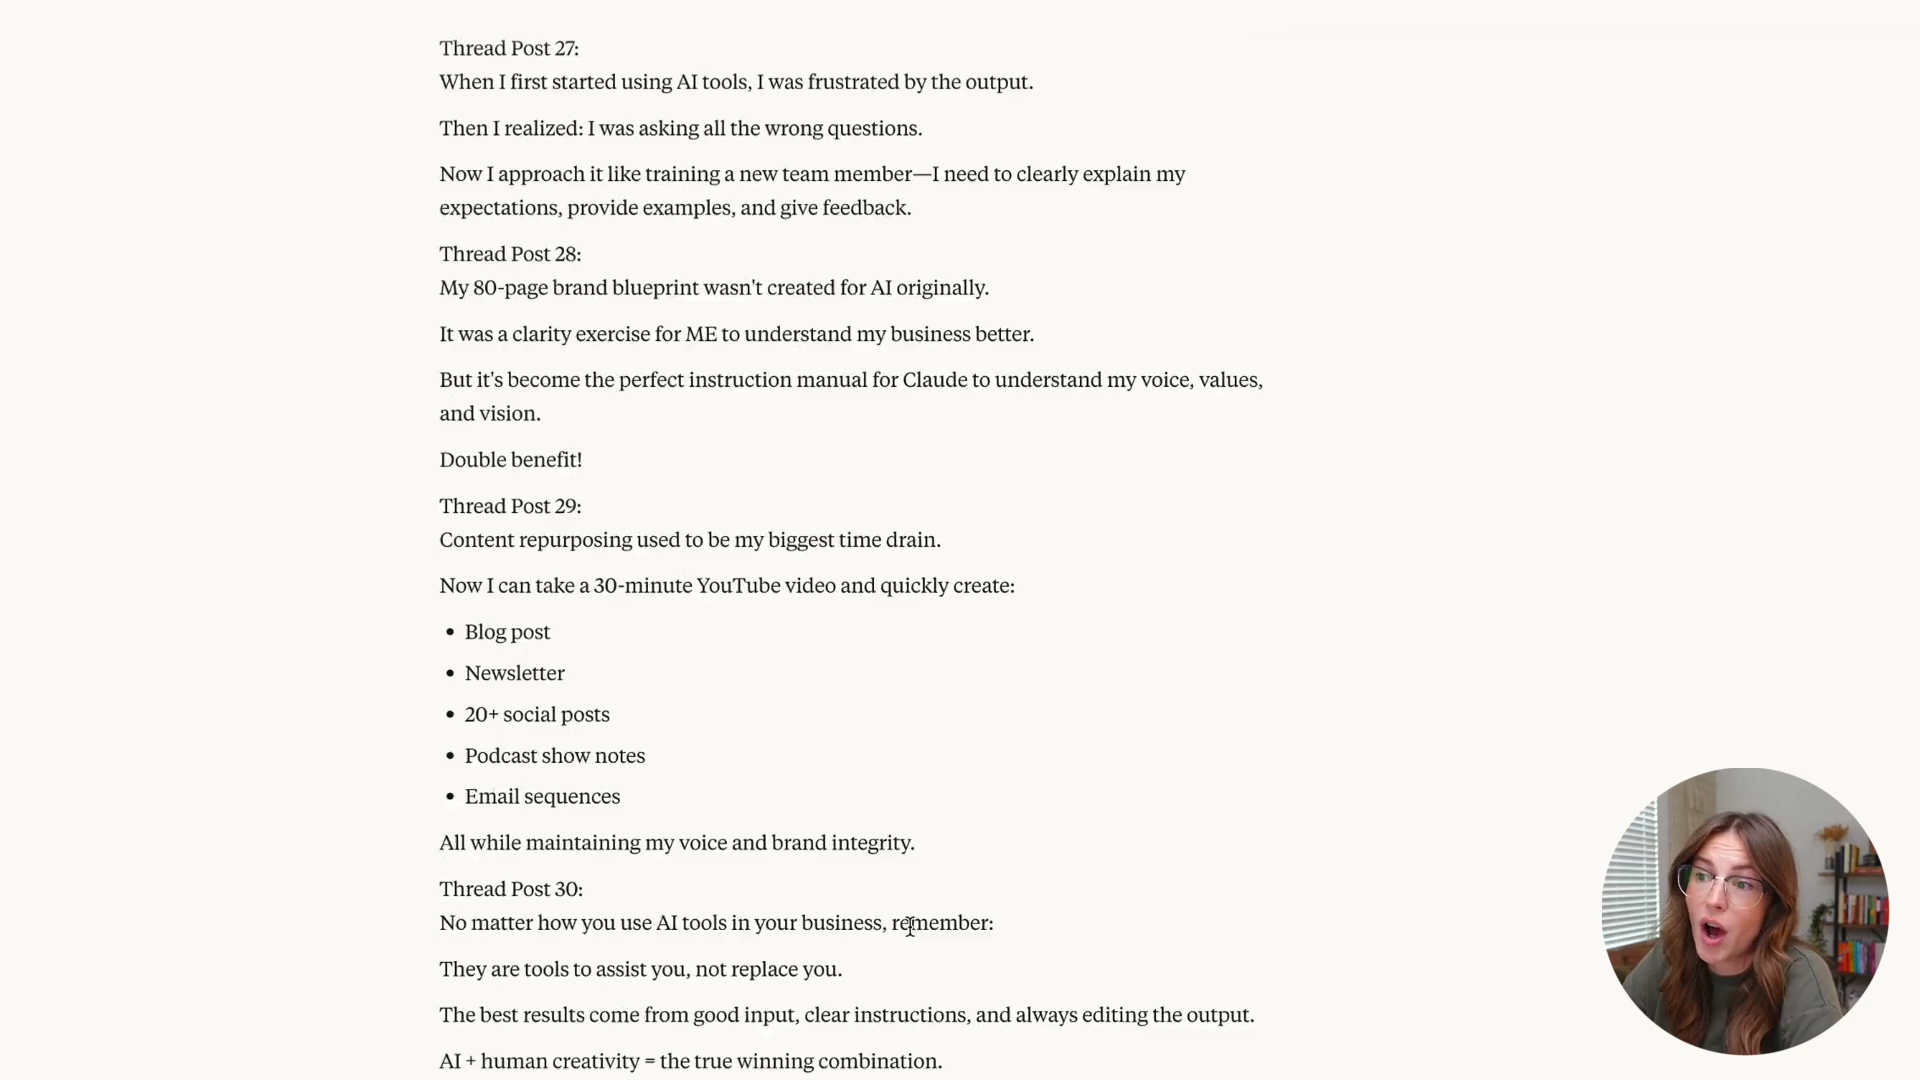 Thread Post 27:
When I first started using AI tools, I was frustrated by the output.
Then I realized: I was asking all the wrong questions.
Now I approach it like training a new team member—I need to clearly explain my
expectations, provide examples, and give feedback.
Thread Post 28:
My 80-page brand blueprint wasn't created for AI originally.
It was a clarity exercise for ME to understand my business better.
But it's become the perfect instruction manual for Claude to understand my voice, values,
and vision.
Double benefit!
Thread Post 29:
Content repurposing used to be my biggest time drain.
Now I can take a 30-minute YouTube video and quickly create:
• Blog post
• Newsletter
• 20+ social posts
• Podcast show notes
• Email sequences
All while maintaining my voice and brand integrity.
Thread Post 30:
No matter how you use AI tools in your business, remember:
They are tools to assist you, not replace you.
The best results come from good input, clear instructions, and always editing the output.
AI + human creativity = the true winning combination.